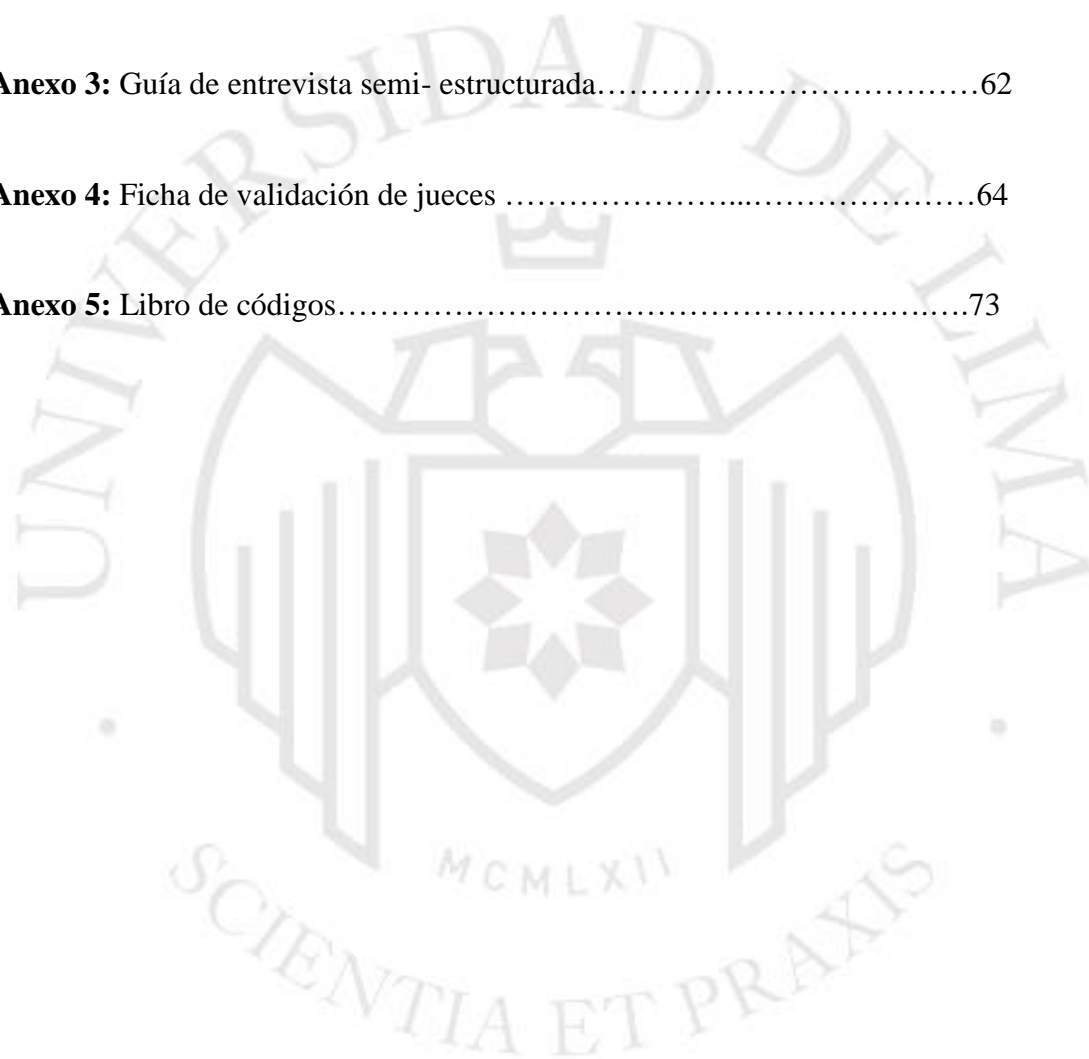 Anexo 3: Guía de entrevista semi- estructurada………………………………62
Anexo 4: Ficha de validación de jueces …………………...…………………64
Anexo 5: Libro de códigos…………………………………………….….….73
UNIVERSIDAD DE LIMA
MCMLXII
SCIENTIA ET PRAXIS